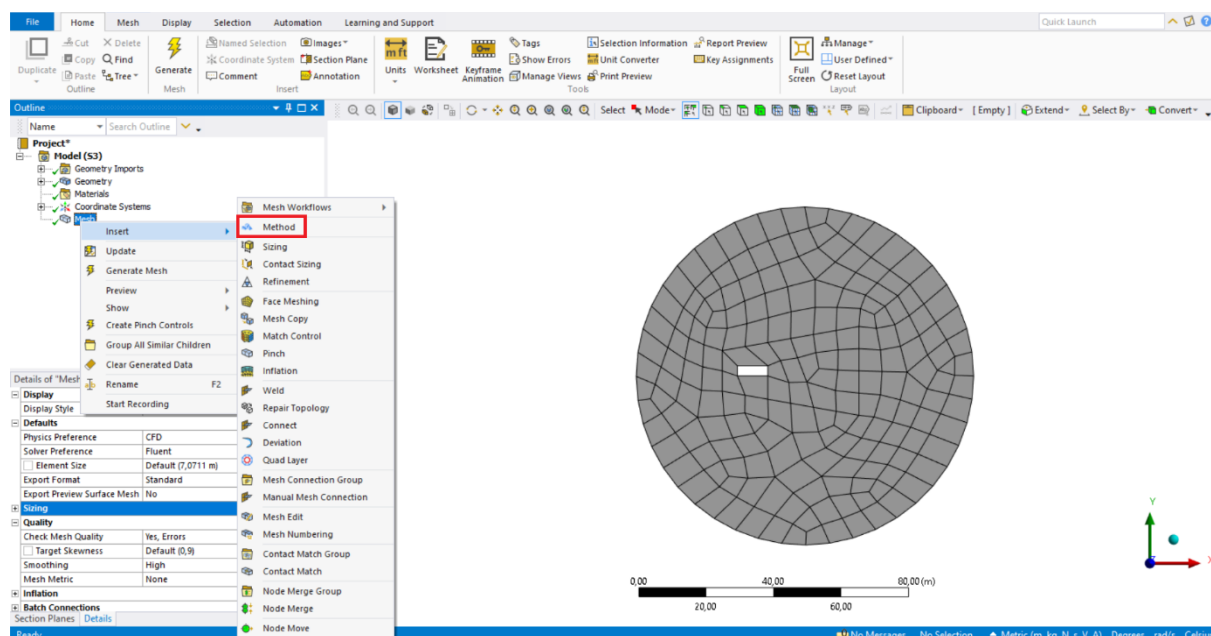 File Home Mesh Display Selection Automation Learning and Support Quick Launch
Cut Delete Named Selection Images Tags Selection Information Report Preview Manage
Copy Find Coordinate System Section Plane Show Errors Unit Converter Key Assignments User Defined
Duplicate Paste Tree Generate Comment Annotation Units Worksheet Keyframe Animation Manage Views Print Preview Full Screen Reset Layout
Outline Mesh Insert Tools Layout
Outline Select Mode Clipboard [ Empty ] Extend Select By Convert
Name Search Outline
Project*
Model (S3)
Geometry Imports
Geometry
Materials
Coordinate Systems
Mesh
Insert
Update
Generate Mesh
Preview
Show
Create Pinch Controls
Group All Similar Children
Clear Generated Data
Rename F2
Start Recording
Mesh Workflows
Method
Sizing
Contact Sizing
Refinement
Face Meshing
Mesh Copy
Match Control
Pinch
Inflation
Weld
Repair Topology
Connect
Deviation
Quad Layer
Mesh Connection Group
Manual Mesh Connection
Mesh Edit
Mesh Numbering
Contact Match Group
Contact Match
Node Merge Group
Node Merge
Node Move
Details of "Mesh
Display
Display Style
Defaults
Physics Preference CFD
Solver Preference Fluent
Element Size Default (7,0711 m)
Export Format Standard
Export Preview Surface Mesh No
Sizing
Quality
Check Mesh Quality Yes, Errors
Target Skewness Default (0,9)
Smoothing High
Mesh Metric None
Inflation
Batch Connections
Section Planes Details
Y
X
0,00 40,00 80,00 (m)
20,00 60,00
Ready No Messages No Selection Metric (m, kg, N, s, V, A) Degrees rad/s Celsius